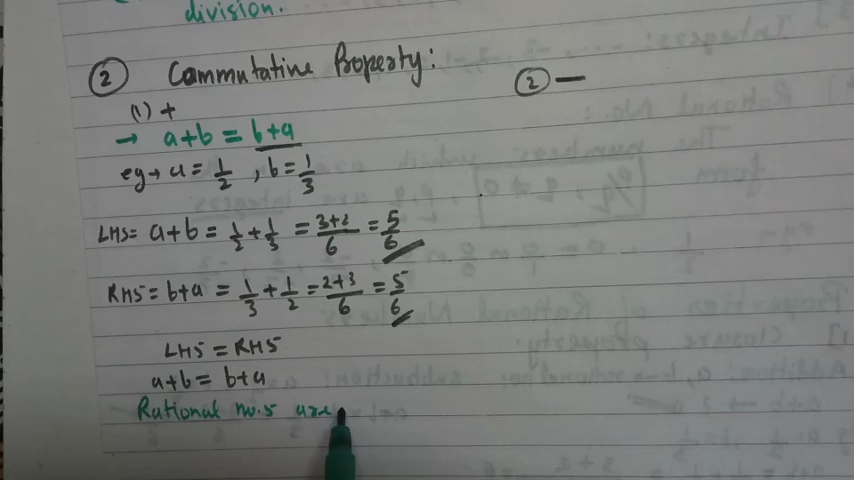 division.
② Commutative Property:
(1) +
→ a+b = b+a
eg → a = 1/2 , b = 1/3
LHS = a+b = 1/2 + 1/3 = 3+2/6 = 5/6
RHS = b+a = 1/3 + 1/2 = 2+3/6 = 5/6
LHS = RHS
a+b = b+a
Rational no.s are
② —